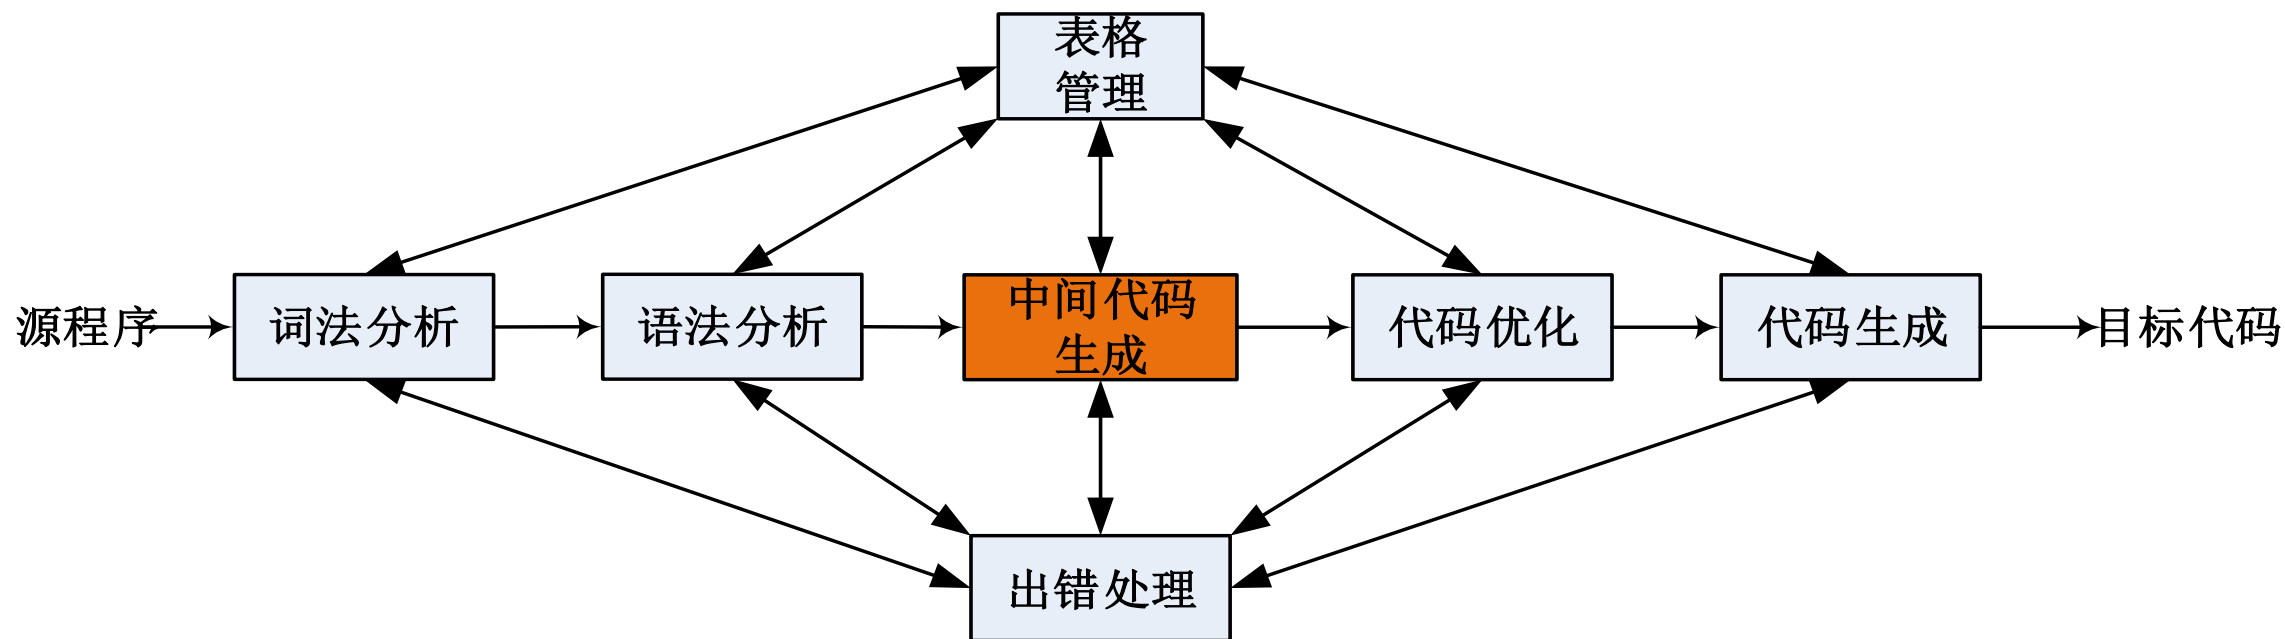 表格
管理
源程序
词法分析
语法分析
中间代码
生成
代码优化
代码生成
目标代码
出错处理